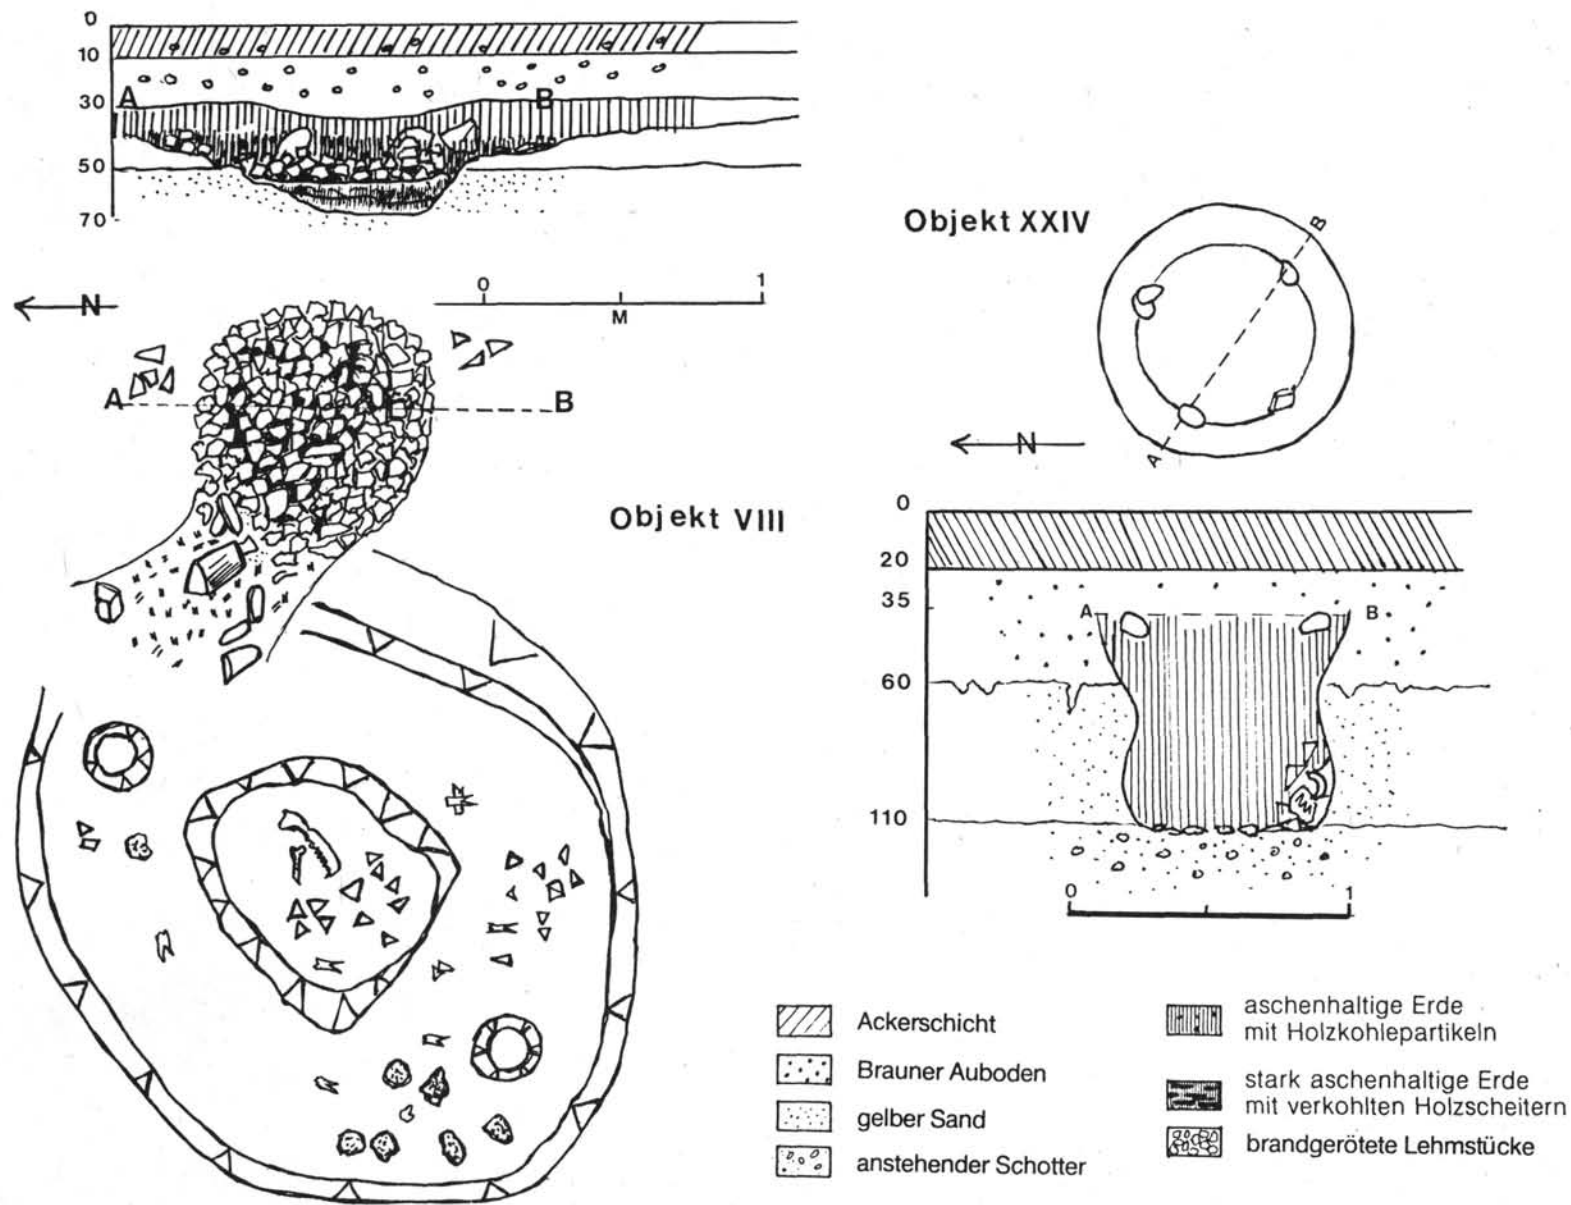 0
10
30
50
70
A
B
N
0
1
M
A
B
Objekt VIII
Objekt XXIV
B
A
N
0
20
35
60
110
A
B
0
1
Ackerschicht
Brauner Auboden
gelber Sand
anstehender Schotter
aschenhaltige Erde
mit Holzkohlepartikeln
stark aschenhaltige Erde
mit verkohlten Holzscheitern
brandgerötete Lehmstücke